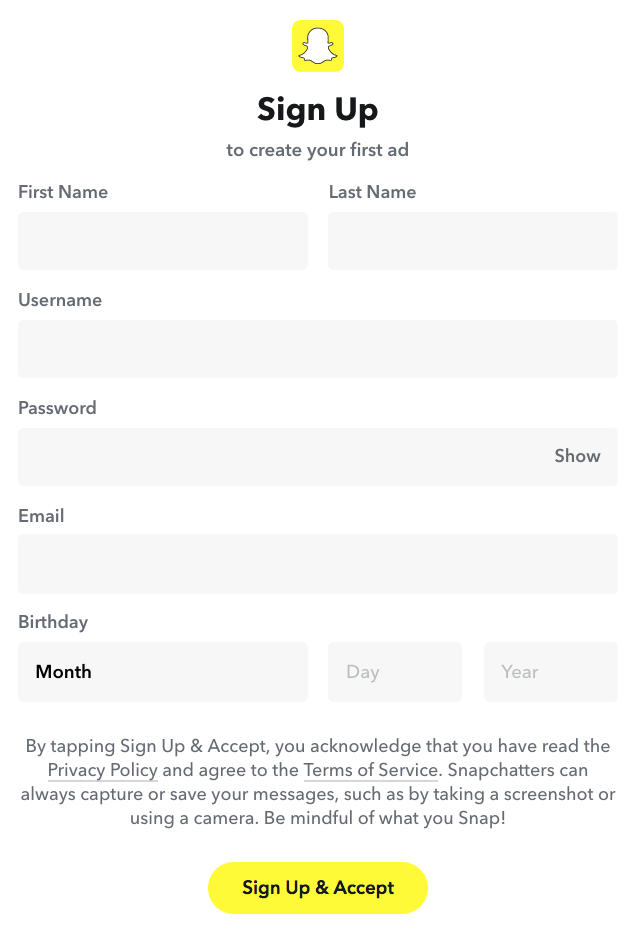 Sign Up
to create your first ad
First Name
Last Name
Username
Password
Show
Email
Birthday
Month
Day
Year
By tapping Sign Up & Accept, you acknowledge that you have read the
Privacy Policy and agree to the Terms of Service. Snapchatters can
always capture or save your messages, such as by taking a screenshot or
using a camera. Be mindful of what you Snap!
Sign Up & Accept